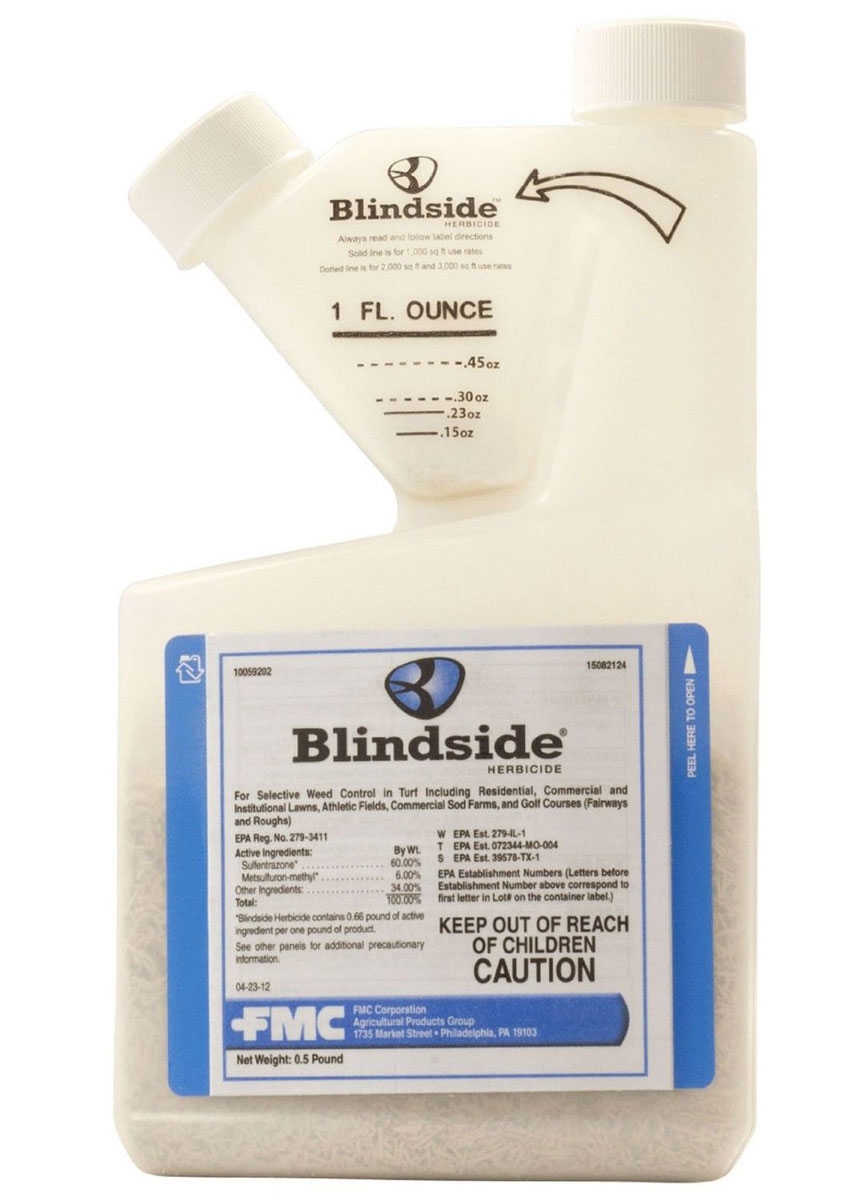 Blindside™
HERBICIDE
Always read and follow label directions
Solid line is for 1,000 sq ft use rates
Dotted line is for 2,000 sq ft and 3,000 sq ft use rates
1 FL. OUNCE
.45oz
.30oz
.23oz
.15oz
10059202
15082124
PEEL HERE TO OPEN
Blindside®
HERBICIDE
For Selective Weed Control in Turf Including Residential, Commercial and
Institutional Lawns, Athletic Fields, Commercial Sod Farms, and Golf Courses (Fairways
and Roughs)
EPA Reg. No. 279-3411
Active Ingredients: By Wt.
Sulfentrazone* 60.00%
Metsulfuron-methyl* 6.00%
Other Ingredients: 34.00%
Total: 100.00%
*Blindside Herbicide contains 0.66 pound of active
ingredient per one pound of product.
See other panels for additional precautionary
information.
04-23-12
W EPA Est. 279-IL-1
T EPA Est. 072344-MO-004
S EPA Est. 39578-TX-1
EPA Establishment Numbers (Letters before
Establishment Number above correspond to
first letter in Lot# on the container label.)
KEEP OUT OF REACH
OF CHILDREN
CAUTION
FMC
FMC Corporation
Agricultural Products Group
1735 Market Street • Philadelphia, PA 19103
Net Weight: 0.5 Pound